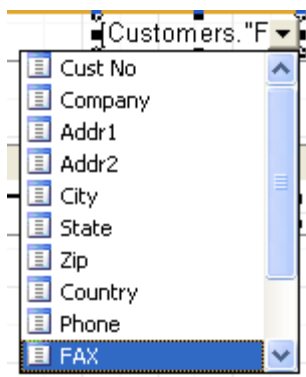 [Customers."F
Cust No
Company
Addr1
Addr2
City
State
Zip
Country
Phone
FAX